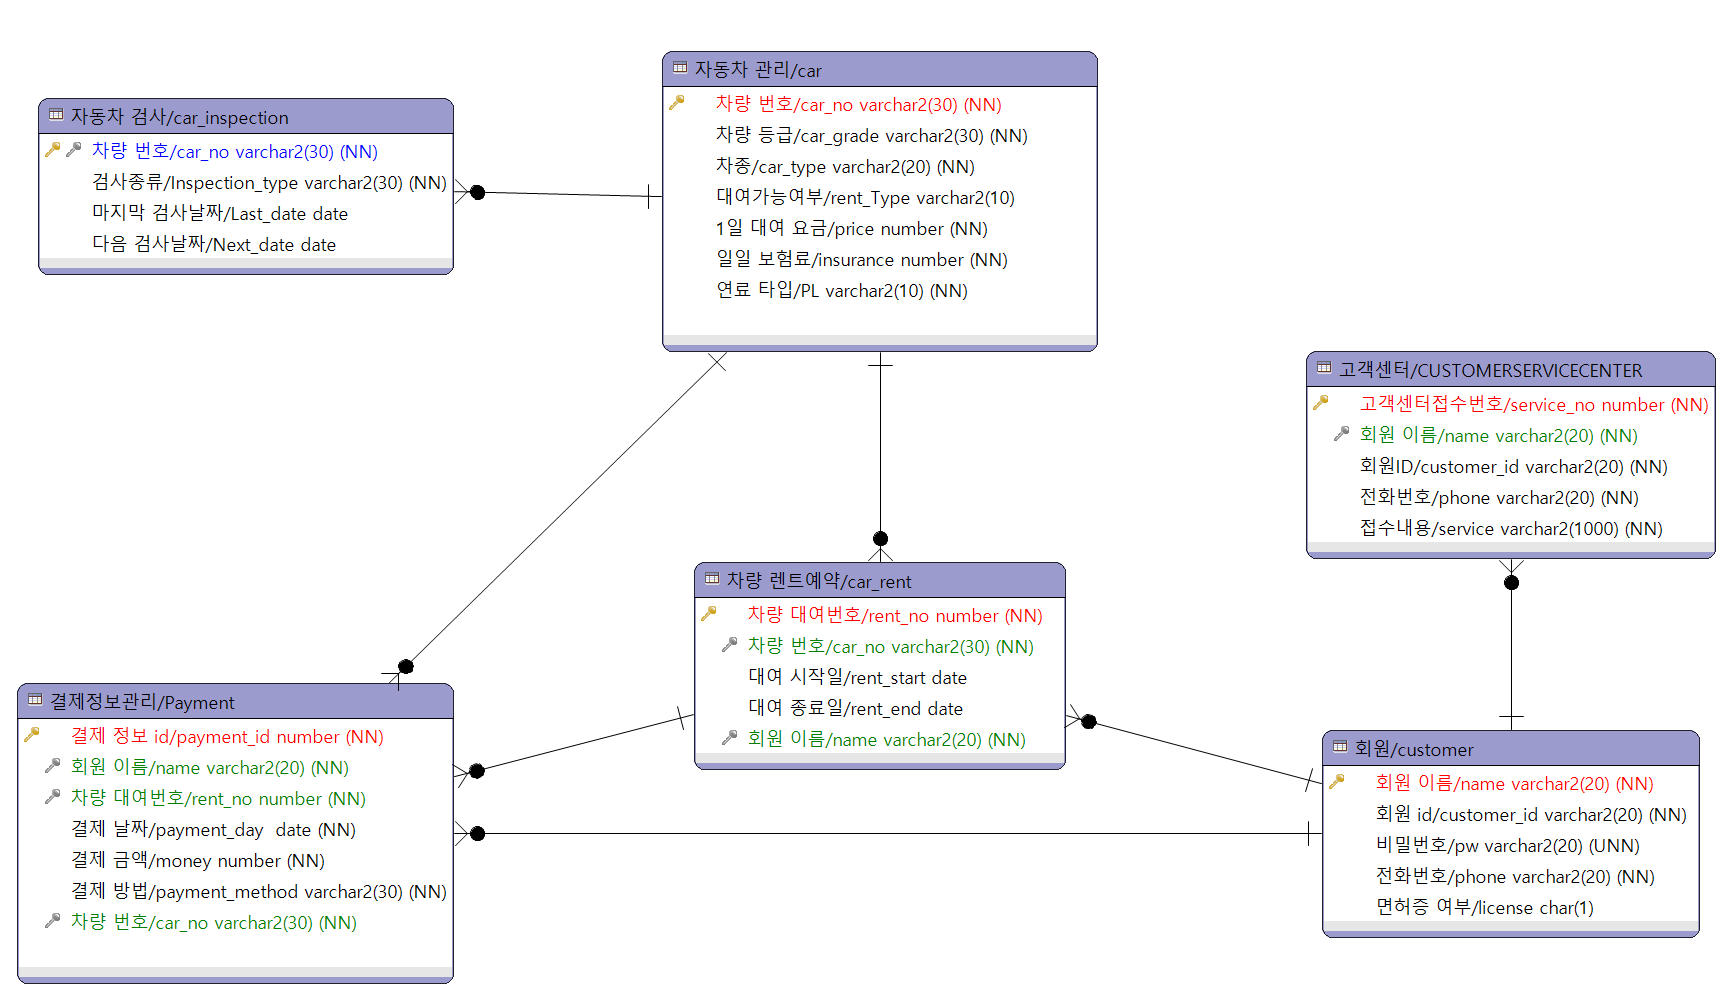 자동차 관리/car
차량 번호/car_no varchar2(30) (NN)
차량 등급/car_grade varchar2(30) (NN)
차종/car_type varchar2(20) (NN)
대여가능여부/rent_Type varchar2(10)
1일 대여 요금/price number (NN)
일일 보험료/insurance number (NN)
연료 타입/PL varchar2(10) (NN)
자동차 검사/car_inspection
차량 번호/car_no varchar2(30) (NN)
검사종류/Inspection_type varchar2(30) (NN)
마지막 검사날짜/Last_date date
다음 검사날짜/Next_date date
고객센터/CUSTOMERSERVICECENTER
고객센터접수번호/service_no number (NN)
회원 이름/name varchar2(20) (NN)
회원ID/customer_id varchar2(20) (NN)
전화번호/phone varchar2(20) (NN)
접수내용/service varchar2(1000) (NN)
차량 렌트예약/car_rent
차량 대여번호/rent_no number (NN)
차량 번호/car_no varchar2(30) (NN)
대여 시작일/rent_start date
대여 종료일/rent_end date
회원 이름/name varchar2(20) (NN)
결제정보관리/Payment
결제 정보 id/payment_id number (NN)
회원 이름/name varchar2(20) (NN)
차량 대여번호/rent_no number (NN)
결제 날짜/payment_day  date (NN)
결제 금액/money number (NN)
결제 방법/payment_method varchar2(30) (NN)
차량 번호/car_no varchar2(30) (NN)
회원/customer
회원 이름/name varchar2(20) (NN)
회원 id/customer_id varchar2(20) (NN)
비밀번호/pw varchar2(20) (UNN)
전화번호/phone varchar2(20) (NN)
면허증 여부/license char(1)